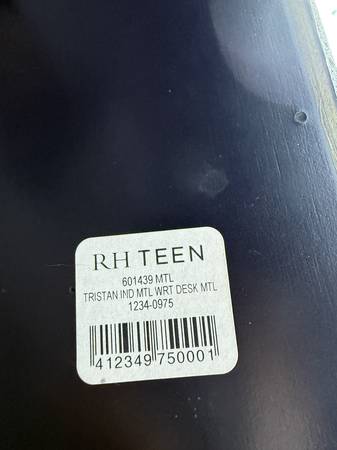 RH TEEN
601439 MTL
TRISTAN IND MTL WRT DESK MTL
1234-0975
412349 750001